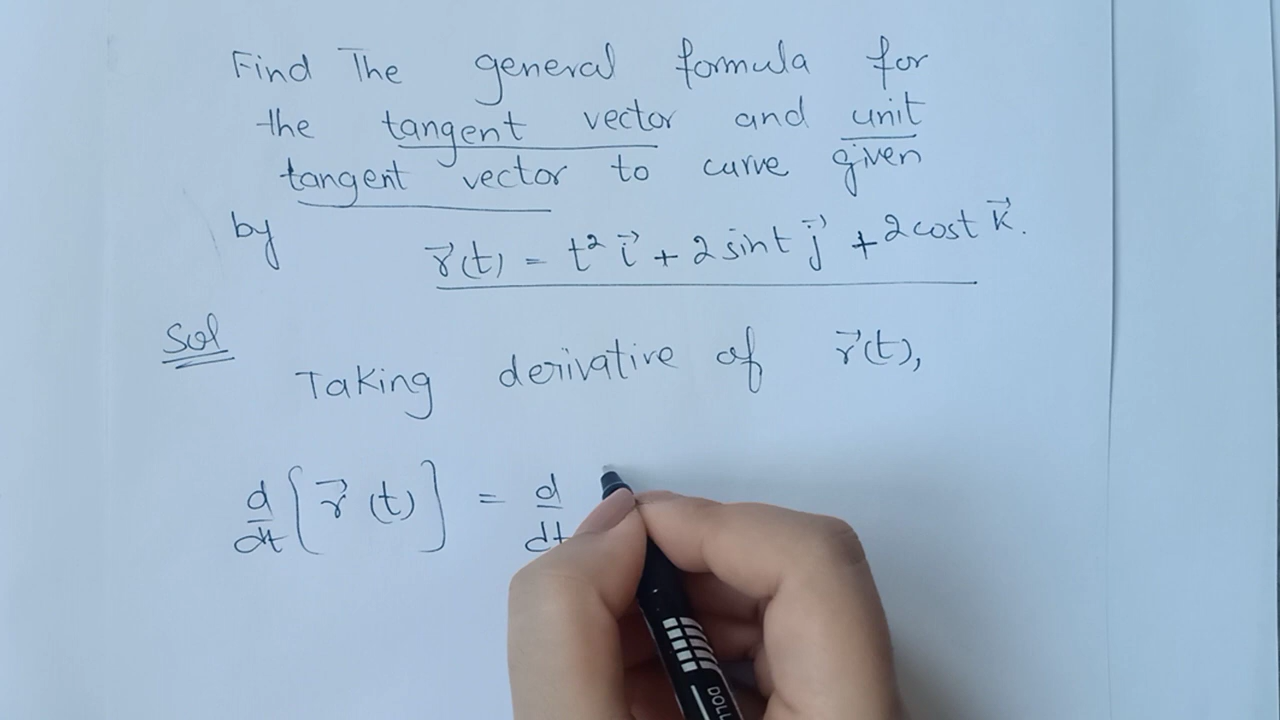 Find The general formula for
the tangent vector and unit
tangent vector to curve given
by r⃗(t) = t² i⃗ + 2 sin t j⃗ + 2 cos t k⃗.
Sol
Taking derivative of r⃗(t),
d/dt [r⃗ (t)] = d/dt
DOLL